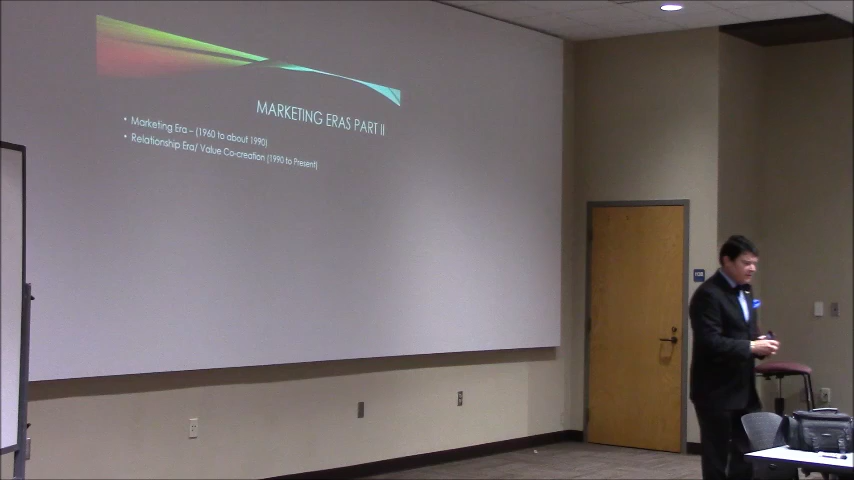 MARKETING ERAS PART II
• Marketing Era – (1960 to about 1990)
• Relationship Era/ Value Co-creation (1990 to Present)